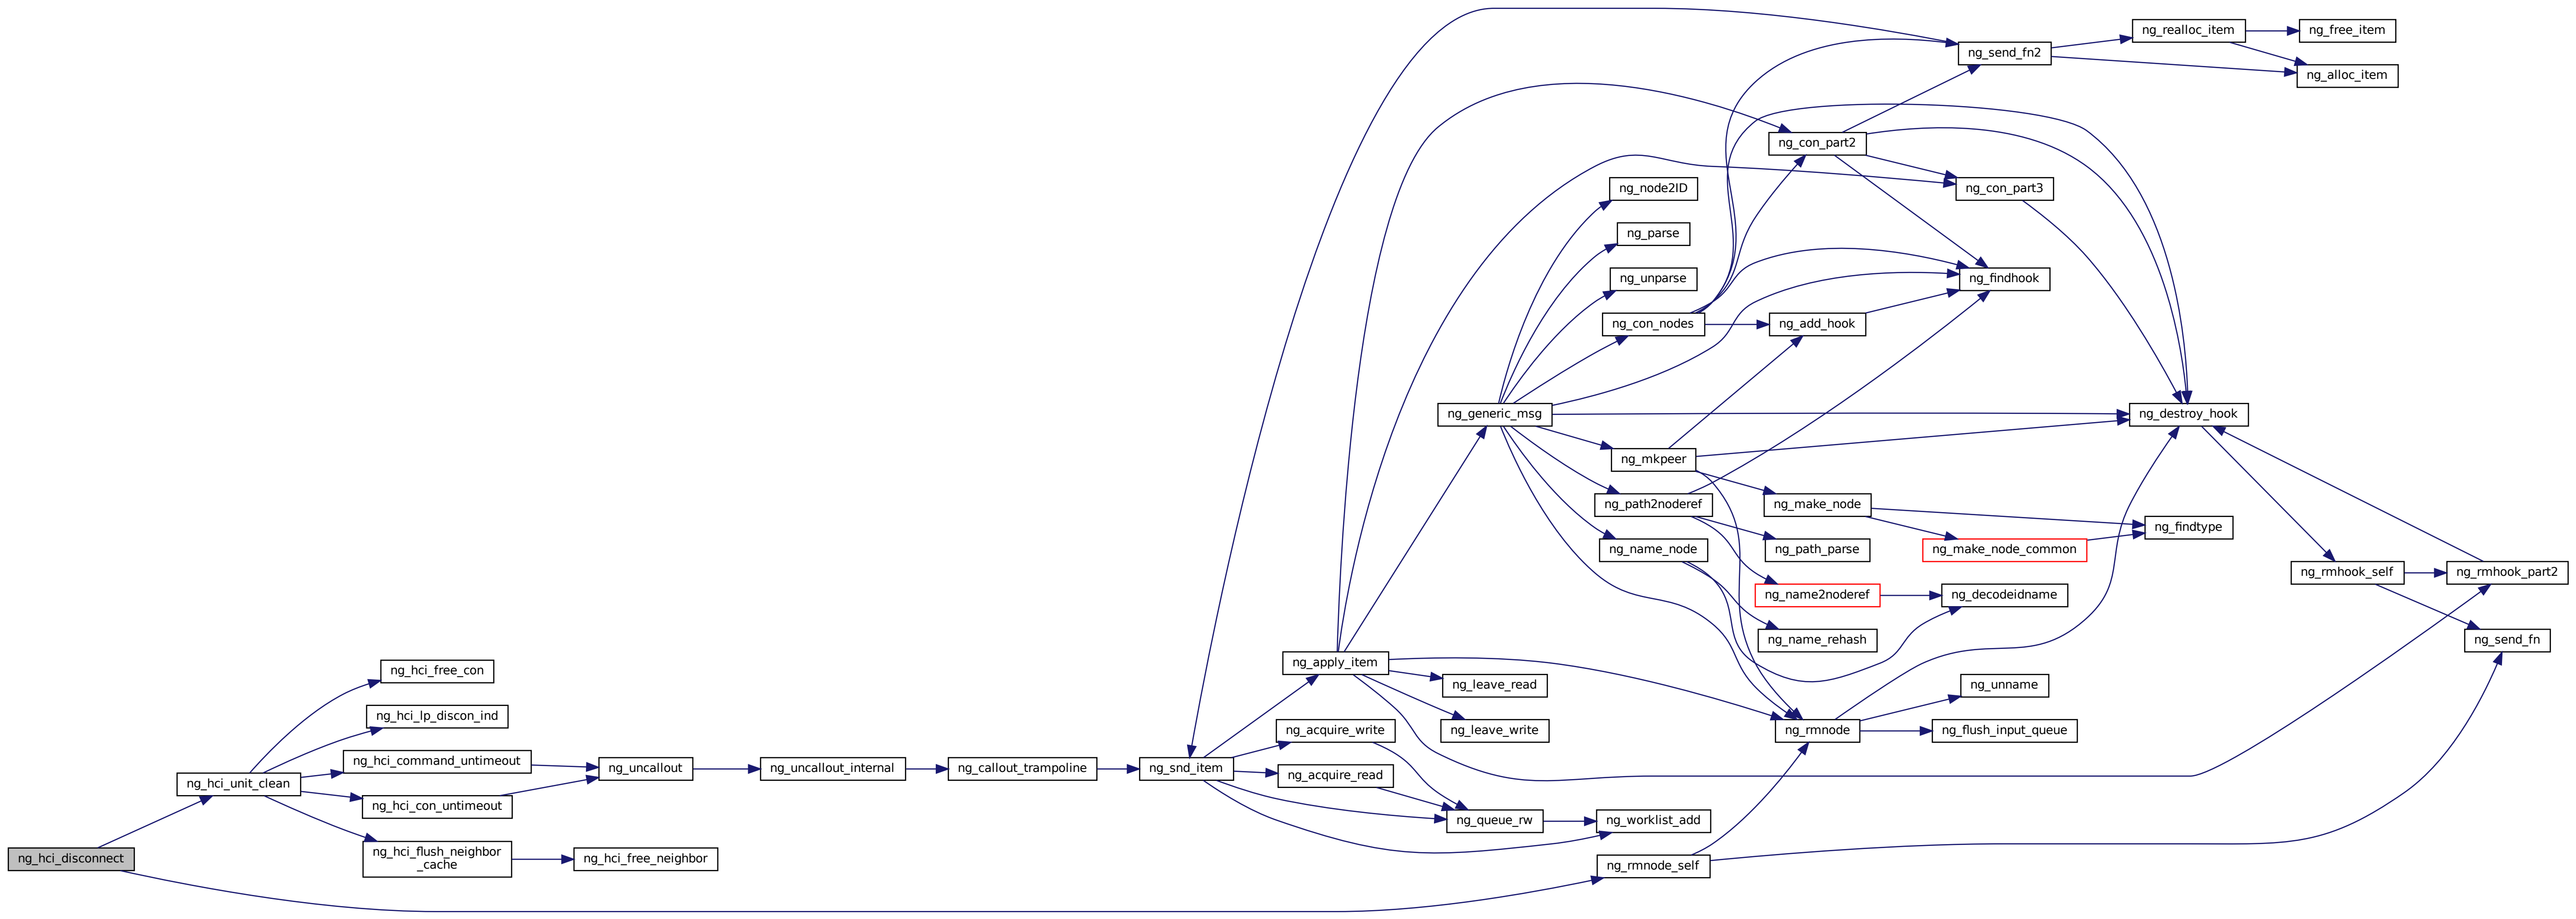 ng_hci_disconnect
ng_hci_unit_clean
ng_hci_free_con
ng_hci_lp_discon_ind
ng_hci_command_untimeout
ng_hci_con_untimeout
ng_hci_flush_neighbor
_cache
ng_uncallout
ng_hci_free_neighbor
ng_uncallout_internal
ng_callout_trampoline
ng_snd_item
ng_apply_item
ng_acquire_write
ng_acquire_read
ng_generic_msg
ng_leave_read
ng_leave_write
ng_queue_rw
ng_node2ID
ng_parse
ng_unparse
ng_con_nodes
ng_mkpeer
ng_path2noderef
ng_name_node
ng_worklist_add
ng_rmnode_self
ng_con_part2
ng_add_hook
ng_make_node
ng_path_parse
ng_name2noderef
ng_name_rehash
ng_rmnode
ng_send_fn2
ng_con_part3
ng_findhook
ng_make_node_common
ng_decodeidname
ng_unname
ng_flush_input_queue
ng_realloc_item
ng_destroy_hook
ng_findtype
ng_free_item
ng_alloc_item
ng_rmhook_self
ng_rmhook_part2
ng_send_fn